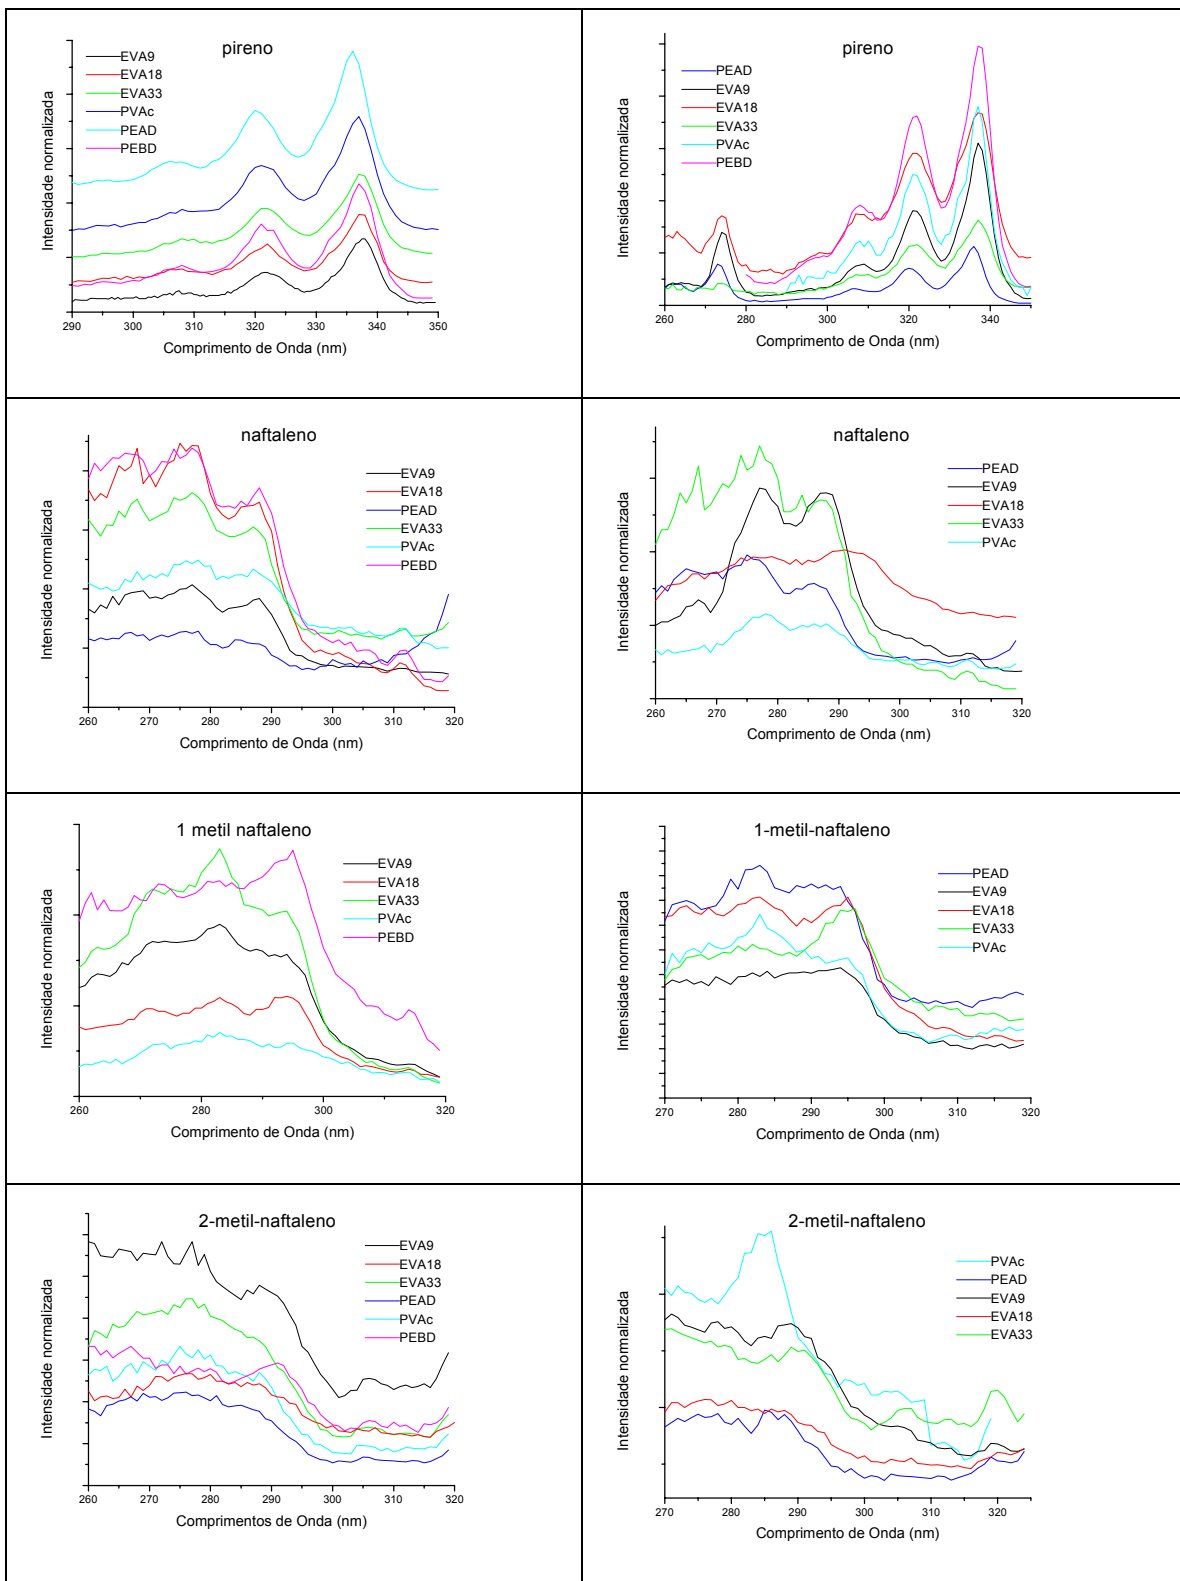 pireno
EVA9
EVA18
EVA33
PVAc
PEAD
PEBD
Intensidade normalizada
290 300 310 320 330 340 350
Comprimento de Onda (nm)
pireno
PEAD
EVA9
EVA18
EVA33
PVAc
PEBD
Intensidade normalizada
260 280 300 320 340
Comprimento de Onda (nm)
naftaleno
EVA9
EVA18
PEAD
EVA33
PVAc
PEBD
Intensidade normalizada
260 270 280 290 300 310 320
Comprimento de Onda (nm)
naftaleno
PEAD
EVA9
EVA18
EVA33
PVAc
Intensidade normalizada
260 270 280 290 300 310 320
Comprimento de Onda (nm)
1 metil naftaleno
EVA9
EVA18
EVA33
PVAc
PEBD
Intensidade normalizada
260 280 300 320
Comprimento de Onda (nm)
1-metil-naftaleno
PEAD
EVA9
EVA18
EVA33
PVAc
Intensidade normalizada
270 280 290 300 310 320
Comprimento de Onda (nm)
2-metil-naftaleno
EVA9
EVA18
EVA33
PEAD
PVAc
PEBD
Intensidade normalizada
260 270 280 290 300 310 320
Comprimentos de Onda (nm)
2-metil-naftaleno
PVAc
PEAD
EVA9
EVA18
EVA33
Intensidade normalizada
270 280 290 300 310 320
Comprimento de Onda (nm)